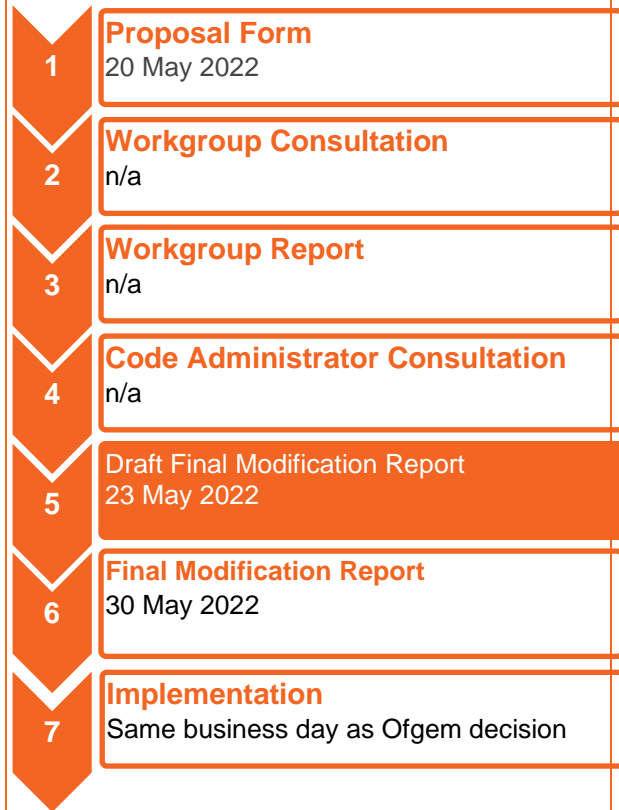 1
Proposal Form
20 May 2022
2
Workgroup Consultation
n/a
3
Workgroup Report
n/a
4
Code Administrator Consultation
n/a
5
Draft Final Modification Report
23 May 2022
6
Final Modification Report
30 May 2022
7
Implementation
Same business day as Ofgem decision